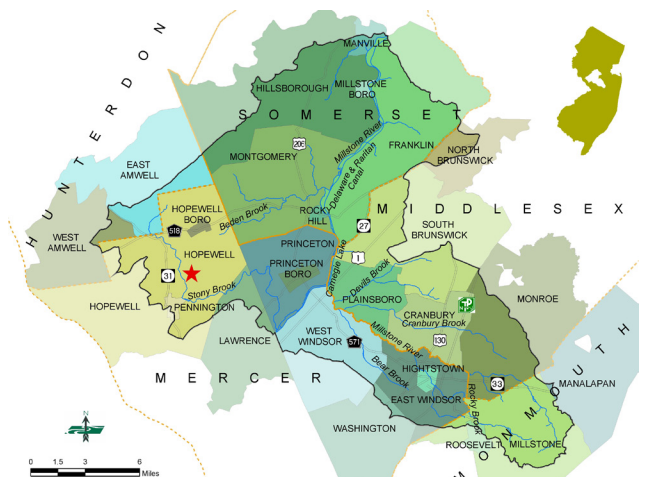 MANVILLE
HILLSBOROUGH
MILLSTONE
BORO
HUNTERDON
SOMERSET
206
Millstone River
FRANKLIN
NORTH
BRUNSWICK
EAST
AMWELL
MONTGOMERY
Delaware & Raritan
Canal
HOPEWELL
BORO
Beden Brook
ROCKY
HILL
27
MIDDLESEX
518
SOUTH
BRUNSWICK
WEST
AMWELL
PRINCETON
1
HOPEWELL
PRINCETON
BORO
Carnegie Lake
Devils Brook
31
MONROE
Stony Brook
PLAINSBORO
HOPEWELL
PENNINGTON
CRANBURY
Cranbury Brook
WEST
WINDSOR
Millstone River
LAWRENCE
571
130
MERCER
Bear Brook
HIGHTSTOWN
33
MANALAPAN
EAST WINDSOR
Rocky Brook
MONMOUTH
WASHINGTON
ROOSEVELT
MILLSTONE
N
0 1.5 3 6
Miles